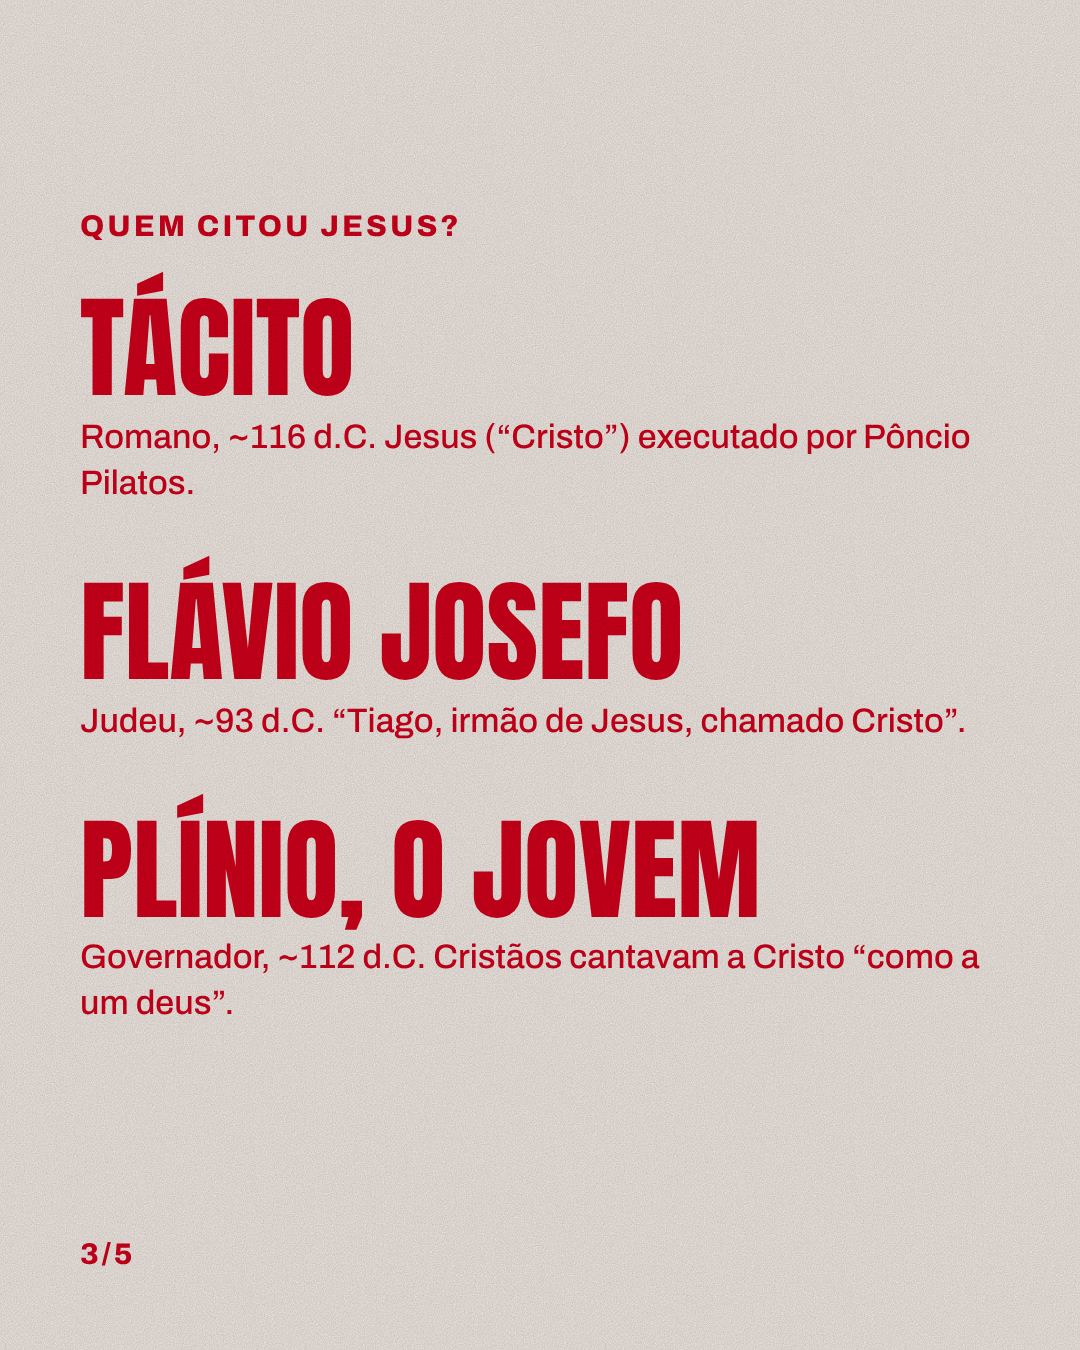 QUEM CITOU JESUS?
TÁCITO
Romano, ~116 d.C. Jesus (“Cristo”) executado por Pôncio
Pilatos.
FLÁVIO JOSEFO
Judeu, ~93 d.C. “Tiago, irmão de Jesus, chamado Cristo”.
PLÍNIO, O JOVEM
Governador, ~112 d.C. Cristãos cantavam a Cristo “como a
um deus”.
3/5